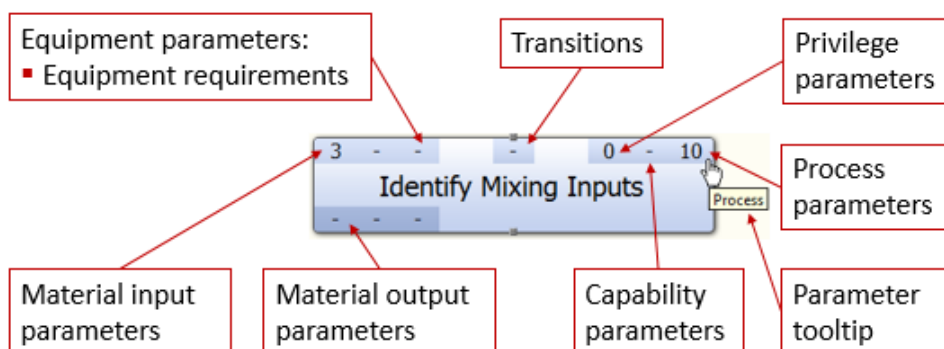 Equipment parameters:
▪ Equipment requirements
Transitions
Privilege
parameters
3 - - - 0 - 10
Identify Mixing Inputs
- - -
Process
Process
parameters
Material input
parameters
Material output
parameters
Capability
parameters
Parameter
tooltip